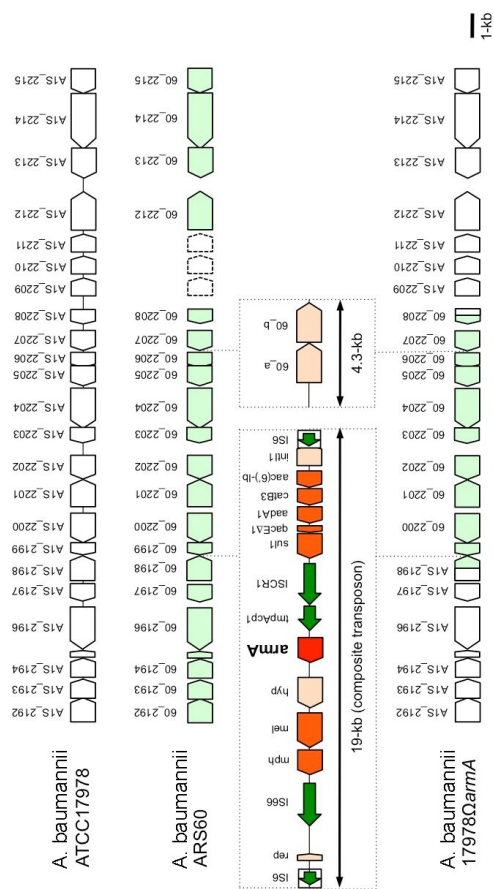 A. baumannii
ATCC17978
A1S_2192
A1S_2193
A1S_2194
A1S_2196
A1S_2197
A1S_2198
A1S_2199
A1S_2200
A1S_2201
A1S_2202
A1S_2203
A1S_2204
A1S_2205
A1S_2206
A1S_2207
A1S_2208
A1S_2209
A1S_2210
A1S_2211
A1S_2212
A1S_2213
A1S_2214
A1S_2215
A. baumannii
ARS60
60_2192
60_2193
60_2194
60_2196
60_2197
60_2198
60_2199
60_2200
60_2201
60_2202
60_2203
60_2204
60_2205
60_2206
60_2207
60_2208
60_2212
60_2213
60_2214
60_2215
IS6
rep
IS66
mph
mel
hyp
armA
tmpAcp1
ISCR1
sul1
qacEΔ1
aadA1
catB3
aac(6')-Ib
intI1
IS6
60_a
60_b
19-kb (composite transposon)
4.3-kb
A. baumannii
17978ΩarmA
A1S_2192
A1S_2193
A1S_2194
A1S_2196
A1S_2197
A1S_2198
60_2200
60_2201
60_2202
60_2203
60_2204
60_2205
60_2206
60_2207
60_2208
A1S_2209
A1S_2210
A1S_2211
A1S_2212
A1S_2213
A1S_2214
A1S_2215
1-kb